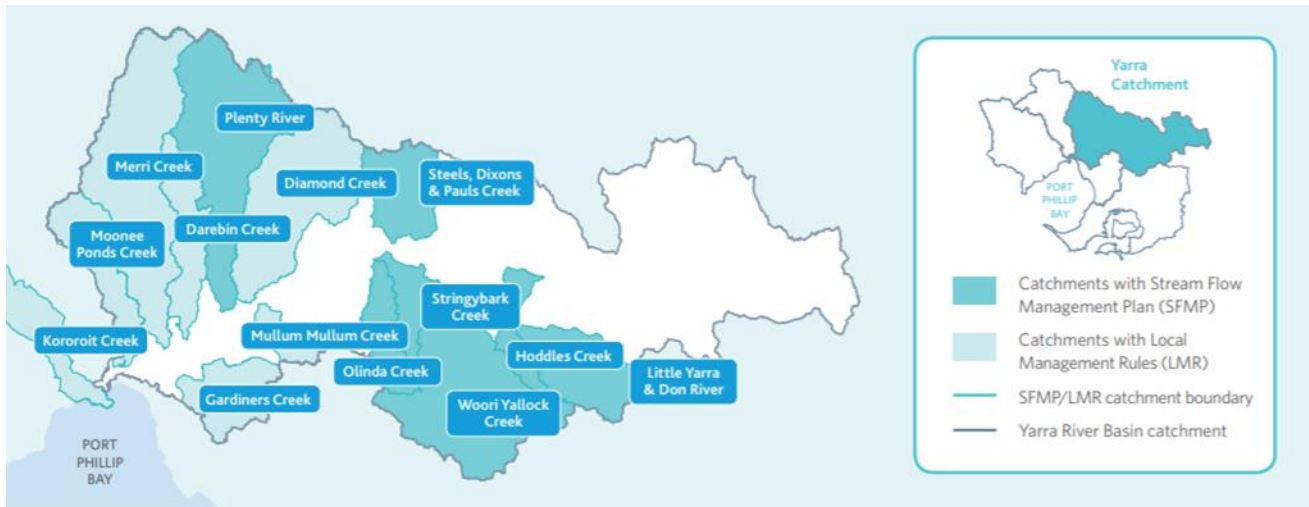 Plenty River
Merri Creek
Diamond Creek
Steels, Dixons
& Pauls Creek
Moonee
Ponds Creek
Darebin Creek
Stringybark
Creek
Kororoit Creek
Mullum Mullum Creek
Hoddles Creek
Olinda Creek
Little Yarra
& Don River
Gardiners Creek
Woori Yallock
Creek
PORT
PHILLIP
BAY
Yarra
Catchment
PORT
PHILLIP
BAY
Catchments with Stream Flow
Management Plan (SFMP)
Catchments with Local
Management Rules (LMR)
SFMP/LMR catchment boundary
Yarra River Basin catchment